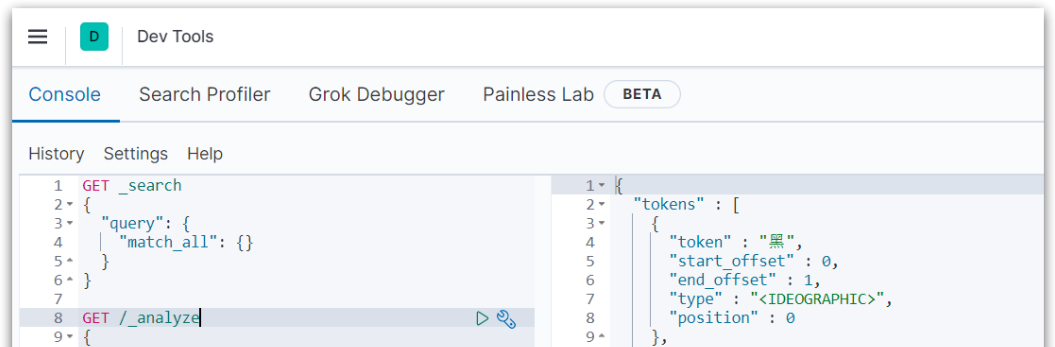 D Dev Tools
Console Search Profiler Grok Debugger Painless Lab BETA
History Settings Help
1 GET _search
2 {
3 "query": {
4 "match_all": {}
5 }
6 }
7
8 GET /_analyze
9 {
1 {
2 "tokens" : [
3 {
4 "token" : "黑",
5 "start_offset" : 0,
6 "end_offset" : 1,
7 "type" : "<IDEOGRAPHIC>",
8 "position" : 0
9 },